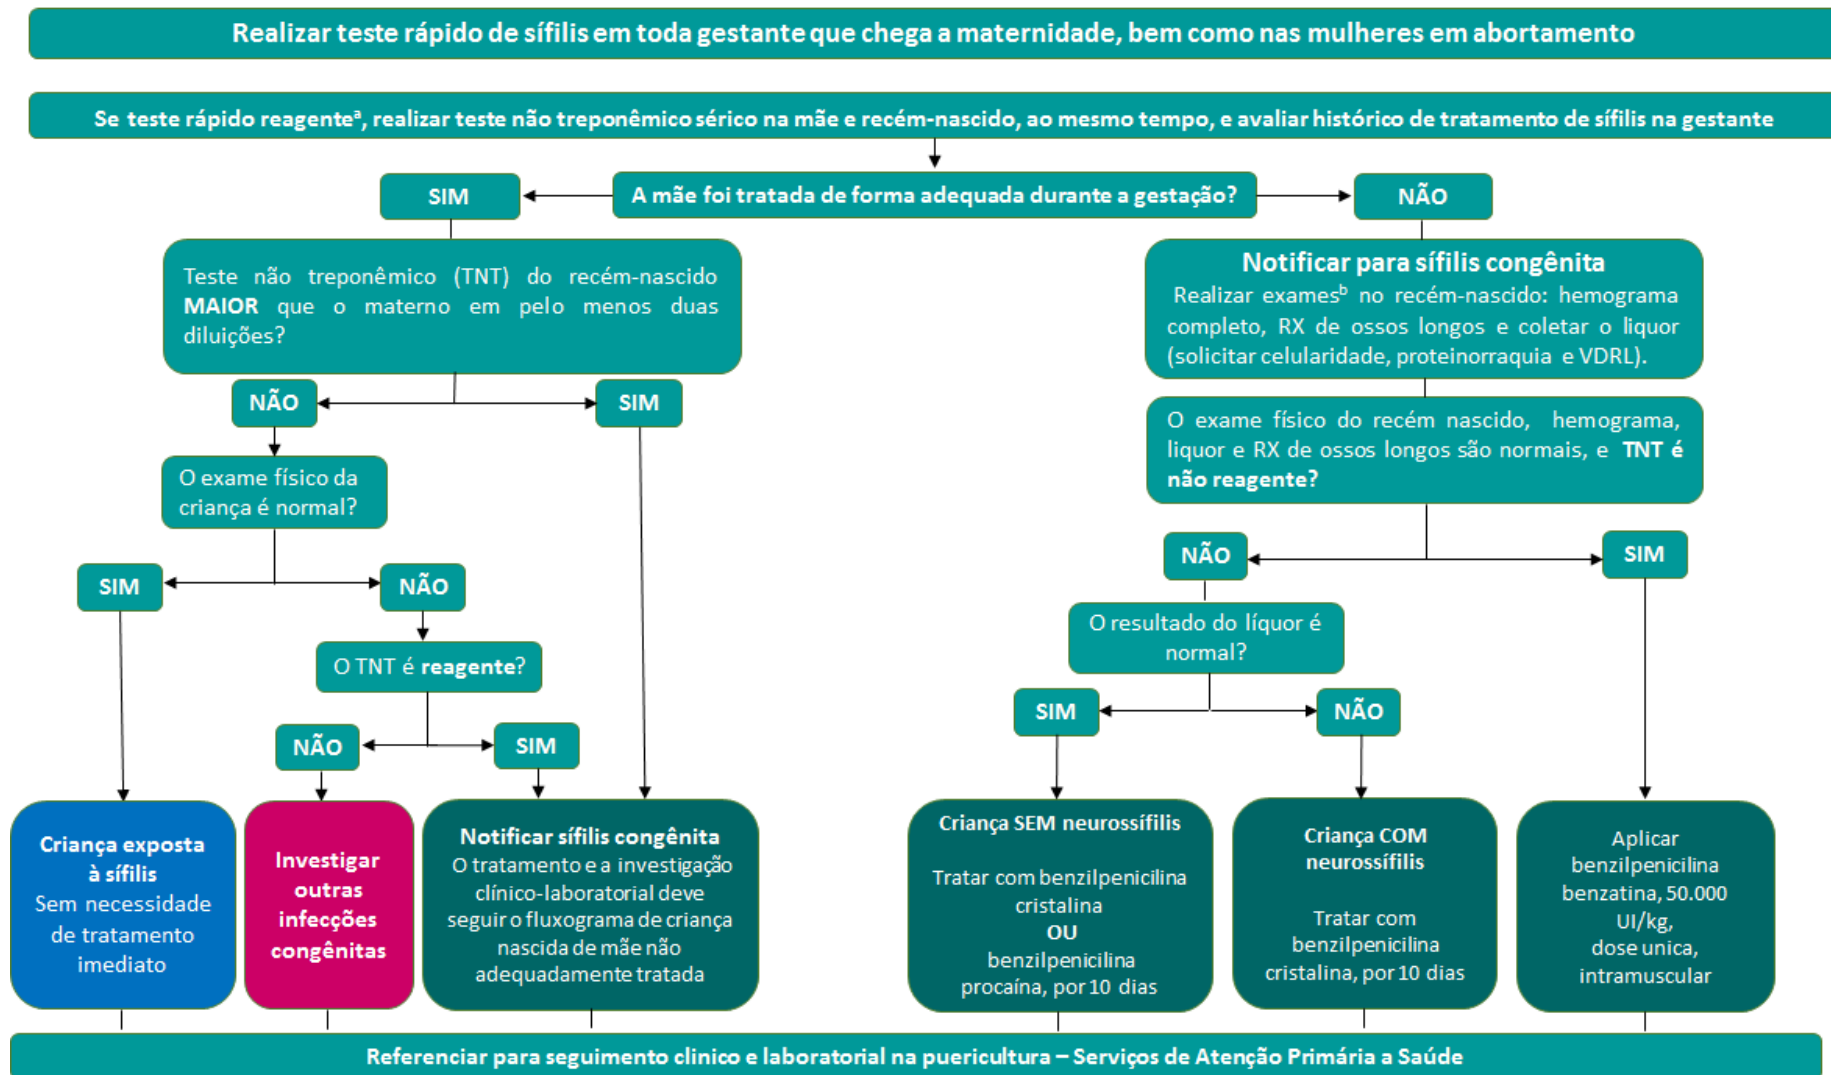 Realizar teste rápido de sífilis em toda gestante que chega a maternidade, bem como nas mulheres em abortamento
Se teste rápido reagenteª, realizar teste não treponêmico sérico na mãe e recém-nascido, ao mesmo tempo, e avaliar histórico de tratamento de sífilis na gestante
SIM
A mãe foi tratada de forma adequada durante a gestação?
NÃO
Teste não treponêmico (TNT) do recém-nascido
MAIOR que o materno em pelo menos duas
diluições?
NÃO
SIM
O exame físico da
criança é normal?
SIM
NÃO
O TNT é reagente?
NÃO
SIM
Notificar para sífilis congênita
Realizar examesᵇ no recém-nascido: hemograma
completo, RX de ossos longos e coletar o liquor
(solicitar celularidade, proteinorraquia e VDRL).
O exame físico do recém nascido, hemograma,
liquor e RX de ossos longos são normais, e TNT é
não reagente?
NÃO
SIM
O resultado do líquor é
normal?
SIM
NÃO
Criança exposta
à sífilis
Sem necessidade
de tratamento
imediato
Investigar
outras
infecções
congênitas
Notificar sífilis congênita
O tratamento e a investigação
clínico-laboratorial deve
seguir o fluxograma de criança
nascida de mãe não
adequadamente tratada
Criança SEM neurossífilis
Tratar com benzilpenicilina
cristalina
OU
benzilpenicilina
procaína, por 10 dias
Criança COM
neurossífilis
Tratar com
benzilpenicilina
cristalina, por 10 dias
Aplicar
benzilpenicilina
benzatina, 50.000
UI/kg,
dose unica,
intramuscular
Referenciar para seguimento clinico e laboratorial na puericultura – Serviços de Atenção Primária a Saúde